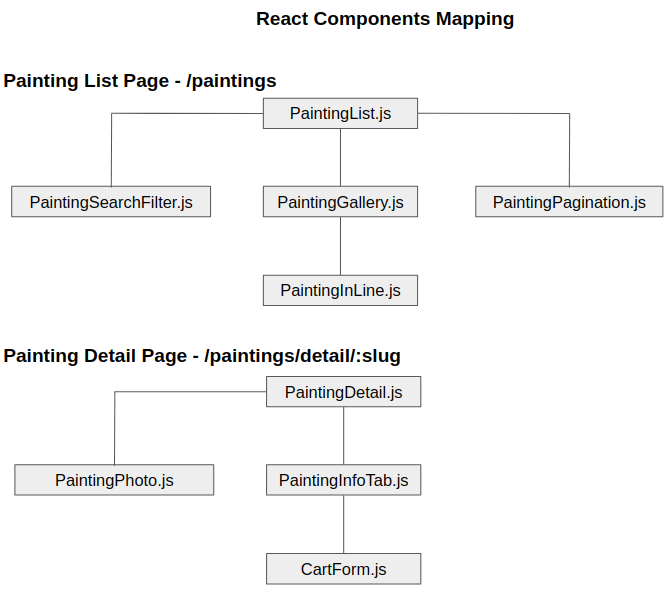 React Components Mapping
Painting List Page - /paintings
PaintingList.js
PaintingSearchFilter.js
PaintingGallery.js
PaintingPagination.js
PaintingInLine.js
Painting Detail Page - /paintings/detail/:slug
PaintingDetail.js
PaintingPhoto.js
PaintingInfoTab.js
CartForm.js